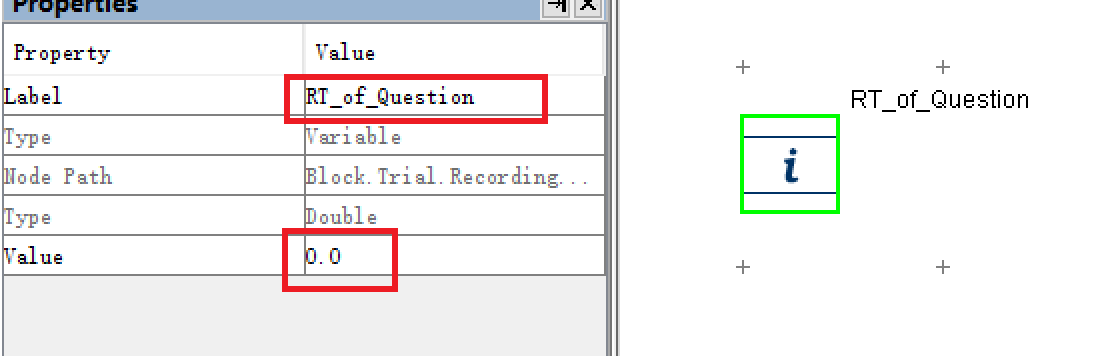 Properties
Property Value
Label RT_of_Question
Type Variable
Node Path Block.Trial.Recording...
Type Double
Value 0.0
RT_of_Question
i